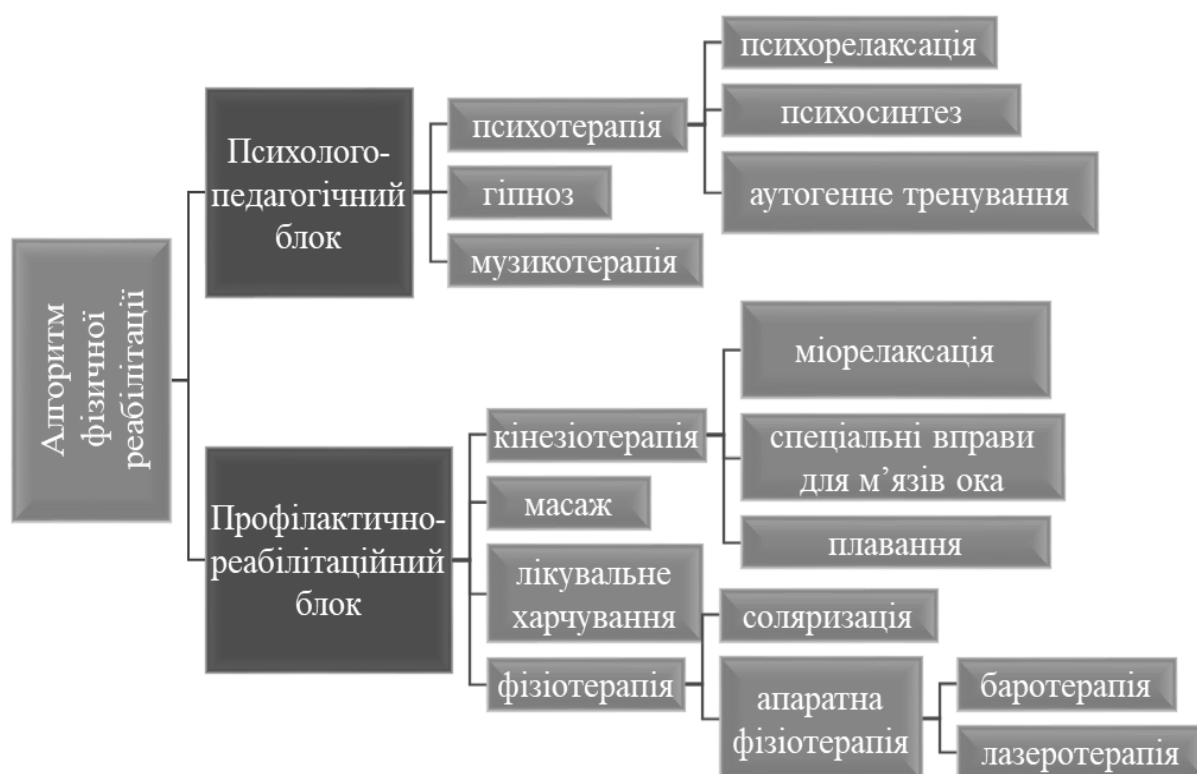 Алгоритм
фізичної
реабілітації
Психолого-
педагогічний
блок
психотерапія
гіпноз
музикотерапія
психорелаксація
психосинтез
аутогенне тренування
Профілактично-
реабілітаційний
блок
кінезіотерапія
масаж
лікувальне
харчування
фізіотерапія
міорелаксація
спеціальні вправи
для м’язів ока
плавання
соляризація
апаратна
фізіотерапія
баротерапія
лазеротерапія